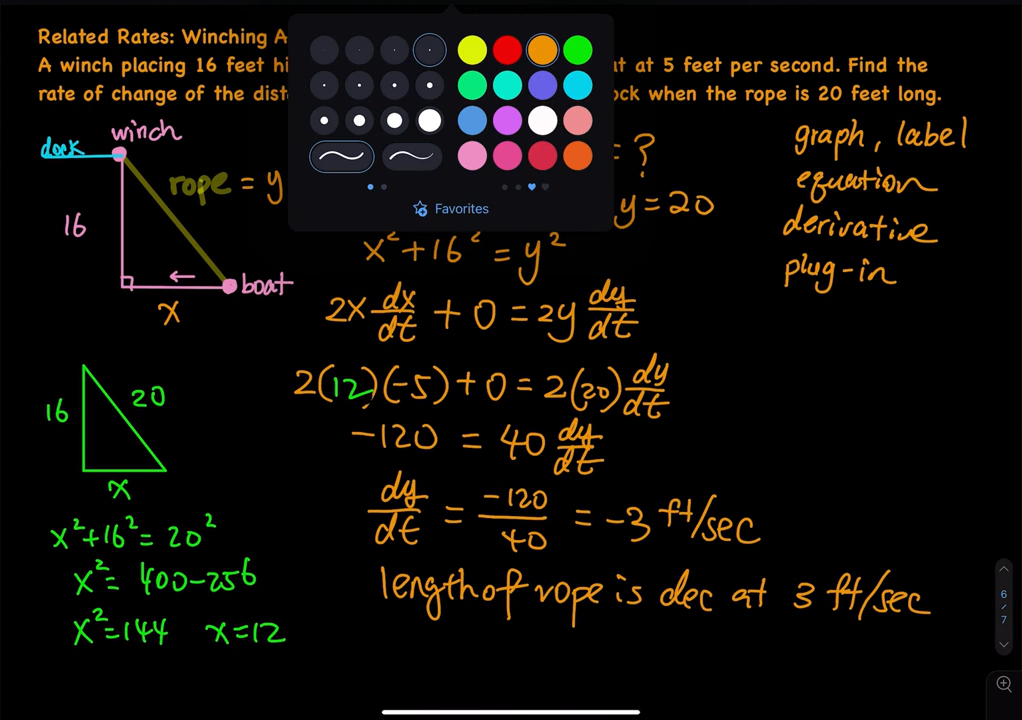 Related Rates: Winching A
A winch placing 16 feet hi
t at 5 feet per second. Find the
rate of change of the dist
ock when the rope is 20 feet long.
winch
dock
rope = y
16
boat
x
= ?
y = 20
graph, label
equation
derivative
plug-in
Favorites
x² + 16² = y²
2x dx/dt + 0 = 2y dy/dt
2(12)(-5) + 0 = 2(20) dy/dt
-120 = 40 dy/dt
dy/dt = -120/40 = -3 ft/sec
length of rope is dec at 3 ft/sec
16
20
x
x² + 16² = 20²
x² = 400 - 256
x² = 144 x = 12
6
/
7